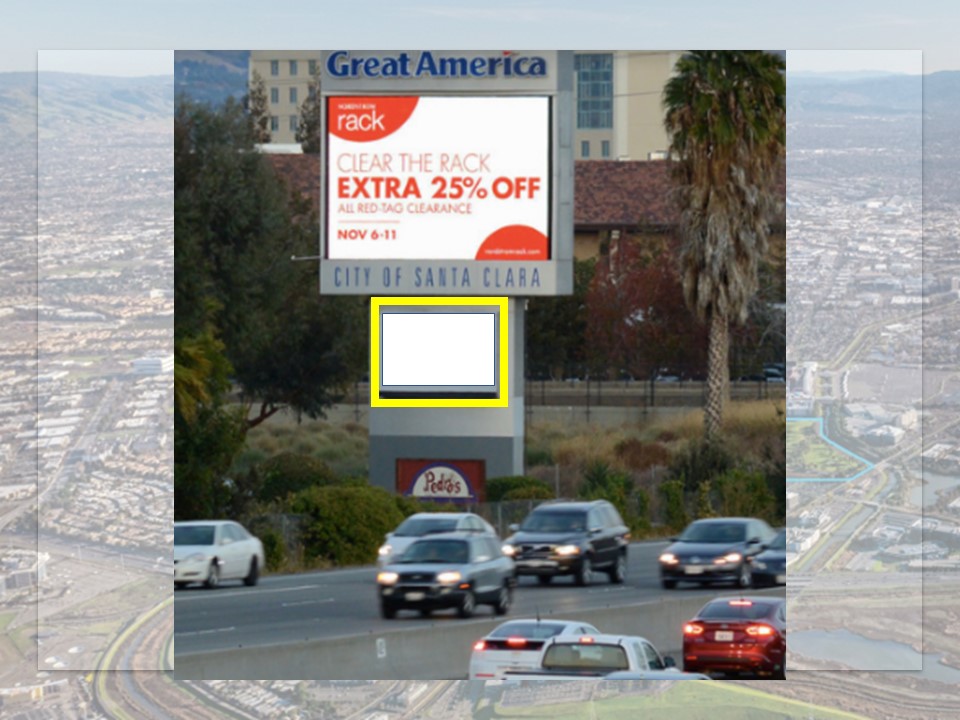 Great America
NORDSTROM
rack
CLEAR THE RACK
EXTRA 25% OFF
ALL RED-TAG CLEARANCE
NOV 6-11
nordstromrack.com
CITY OF SANTA CLARA
Pedro's